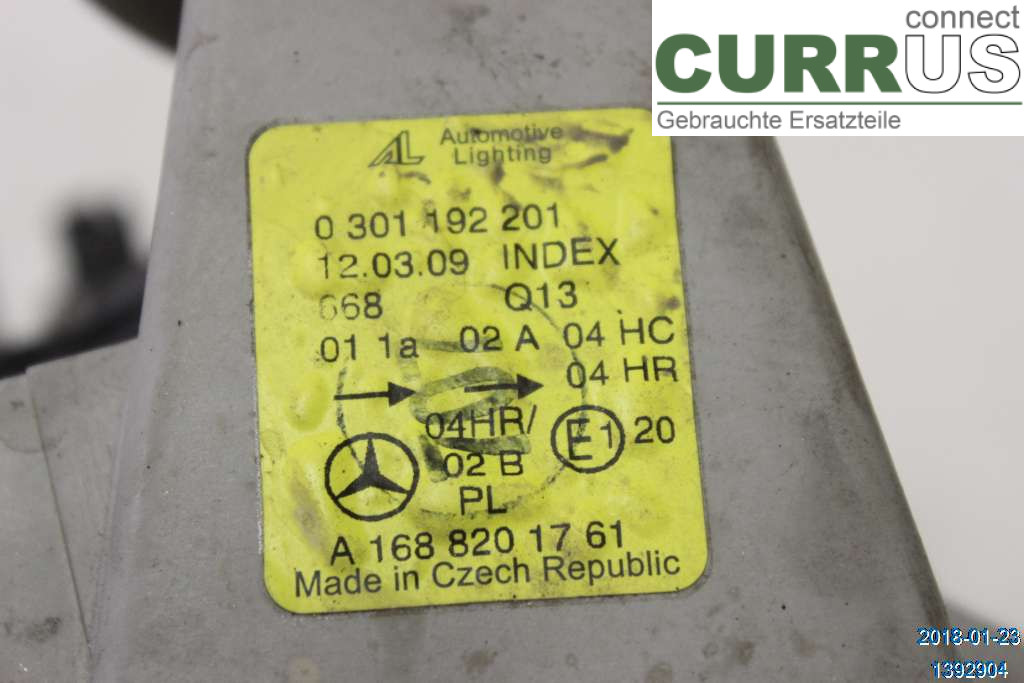 connect
CURRUS
Gebrauchte Ersatzteile
AL Automotive
Lighting
0 301 192 201
12.03.09 INDEX
668 Q13
01 1a 02 A 04 HC
04 HR
04HR/
E1 20
02 B
PL
A 168 820 17 61
Made in Czech Republic
2018-01-23
1392904